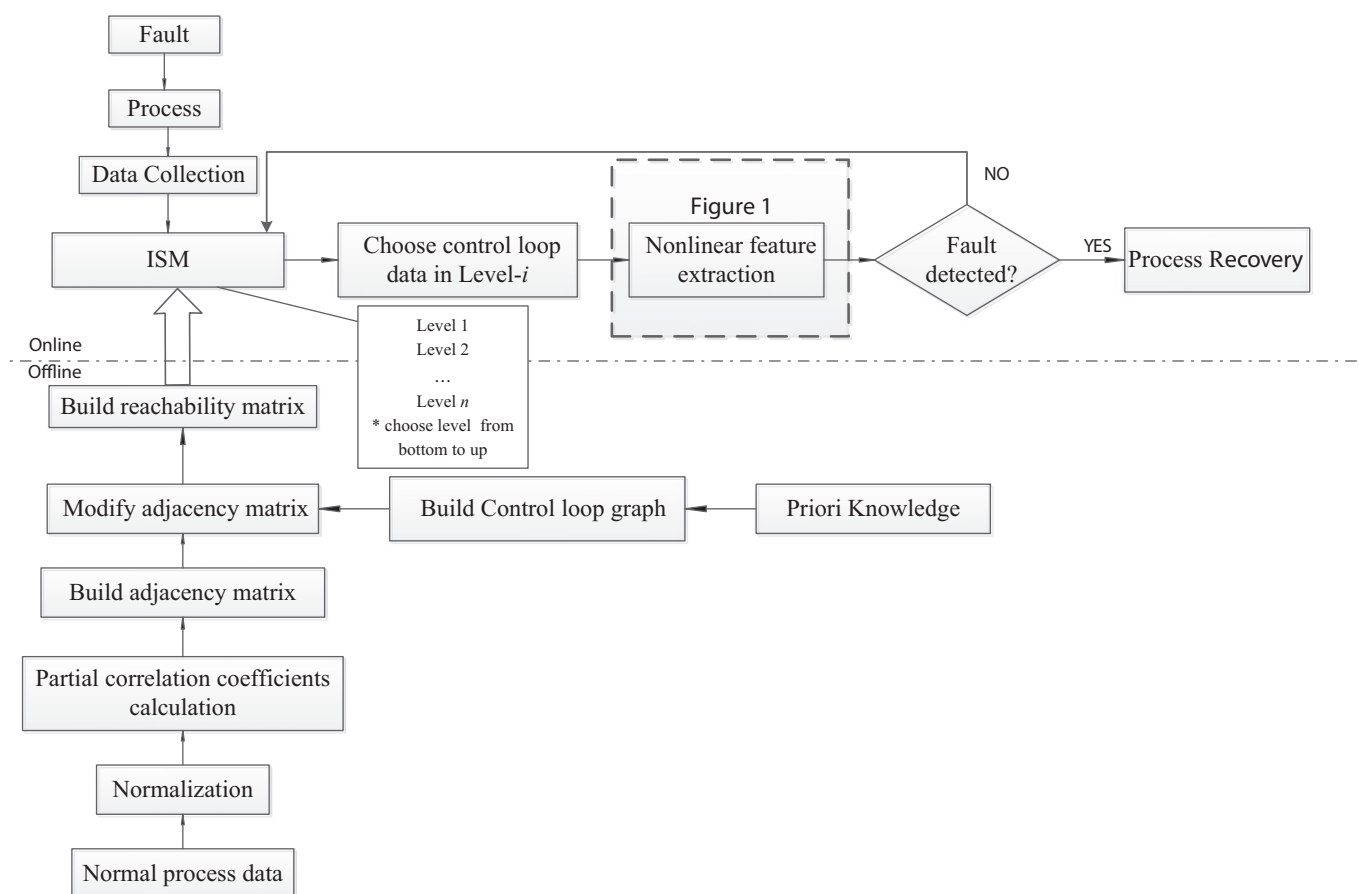 Fault
Process
Data Collection
ISM
Choose control loop
data in Level-i
Figure 1
Nonlinear feature
extraction
Fault
detected?
NO
YES
Process Recovery
Level 1
Level 2
...
Level n
* choose level from
bottom to up
Online
Offline
Build reachability matrix
Modify adjacency matrix
Build Control loop graph
Priori Knowledge
Build adjacency matrix
Partial correlation coefficients
calculation
Normalization
Normal process data